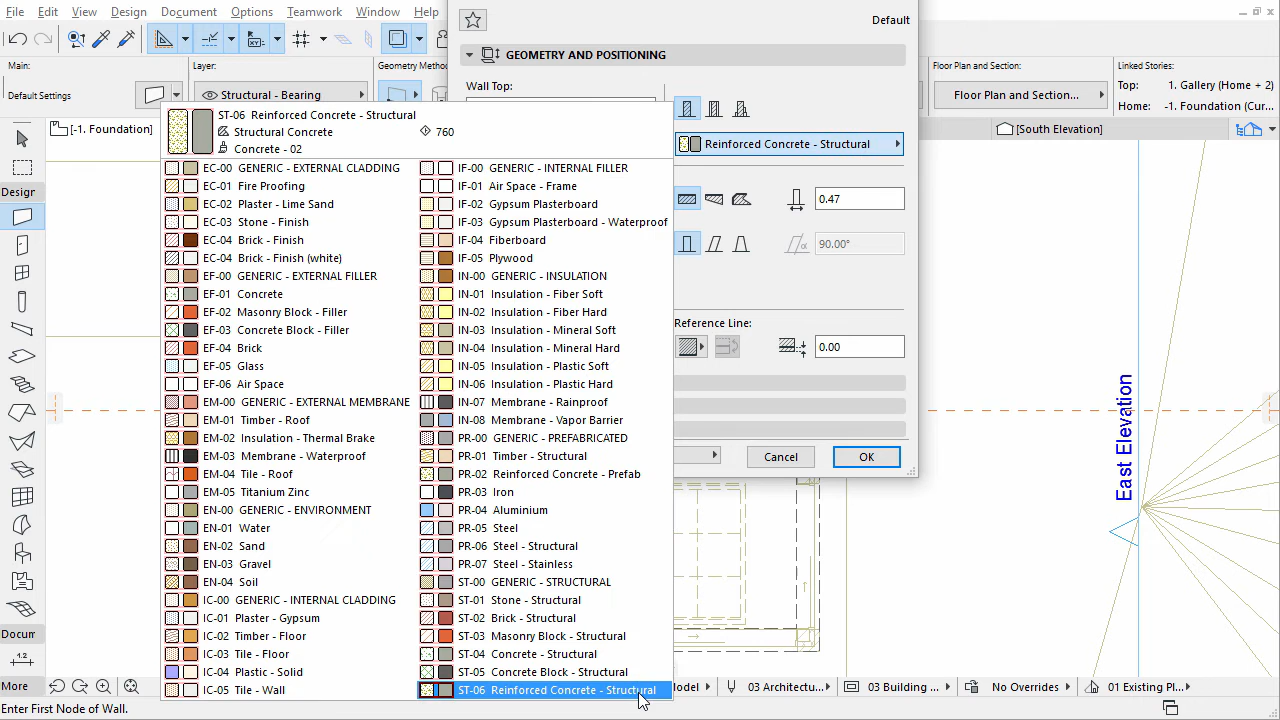 File Edit View Design Document Options Teamwork Window Help
Default
GEOMETRY AND POSITIONING
Main:
Layer:
Geometry Metho
Floor Plan and Section:
Linked Stories:
Default Settings
Structural - Bearing
Wall Top:
Floor Plan and Section...
Top: 1. Gallery (Home + 2)
Home: -1. Foundation (Cur...
[-1. Foundation]
[South Elevation]
ST-06 Reinforced Concrete - Structural
Structural Concrete
760
Concrete - 02
Reinforced Concrete - Structural
0.47
90.00°
Reference Line:
0.00
Cancel
OK
Design
EC-00 GENERIC - EXTERNAL CLADDING
EC-01 Fire Proofing
EC-02 Plaster - Lime Sand
EC-03 Stone - Finish
EC-04 Brick - Finish
EC-04 Brick - Finish (white)
EF-00 GENERIC - EXTERNAL FILLER
EF-01 Concrete
EF-02 Masonry Block - Filler
EF-03 Concrete Block - Filler
EF-04 Brick
EF-05 Glass
EF-06 Air Space
EM-00 GENERIC - EXTERNAL MEMBRANE
EM-01 Timber - Roof
EM-02 Insulation - Thermal Brake
EM-03 Membrane - Waterproof
EM-04 Tile - Roof
EM-05 Titanium Zinc
EN-00 GENERIC - ENVIRONMENT
EN-01 Water
EN-02 Sand
EN-03 Gravel
EN-04 Soil
IC-00 GENERIC - INTERNAL CLADDING
IC-01 Plaster - Gypsum
IC-02 Timber - Floor
IC-03 Tile - Floor
IC-04 Plastic - Solid
IC-05 Tile - Wall
IF-00 GENERIC - INTERNAL FILLER
IF-01 Air Space - Frame
IF-02 Gypsum Plasterboard
IF-03 Gypsum Plasterboard - Waterproof
IF-04 Fiberboard
IF-05 Plywood
IN-00 GENERIC - INSULATION
IN-01 Insulation - Fiber Soft
IN-02 Insulation - Fiber Hard
IN-03 Insulation - Mineral Soft
IN-04 Insulation - Mineral Hard
IN-05 Insulation - Plastic Soft
IN-06 Insulation - Plastic Hard
IN-07 Membrane - Rainproof
IN-08 Membrane - Vapor Barrier
PR-00 GENERIC - PREFABRICATED
PR-01 Timber - Structural
PR-02 Reinforced Concrete - Prefab
PR-03 Iron
PR-04 Aluminium
PR-05 Steel
PR-06 Steel - Structural
PR-07 Steel - Stainless
ST-00 GENERIC - STRUCTURAL
ST-01 Stone - Structural
ST-02 Brick - Structural
ST-03 Masonry Block - Structural
ST-04 Concrete - Structural
ST-05 Concrete Block - Structural
ST-06 Reinforced Concrete - Structural
East Elevation
More
odel
03 Architectu...
03 Building ...
No Overrides
01 Existing Pl...
Enter First Node of Wall.